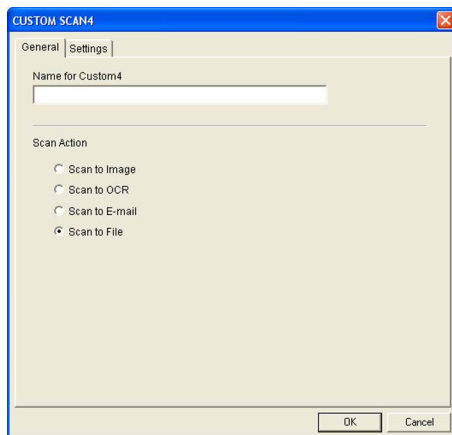 CUSTOM SCAN4
General Settings
Name for Custom4
Scan Action
Scan to Image
Scan to OCR
Scan to E-mail
Scan to File
OK Cancel